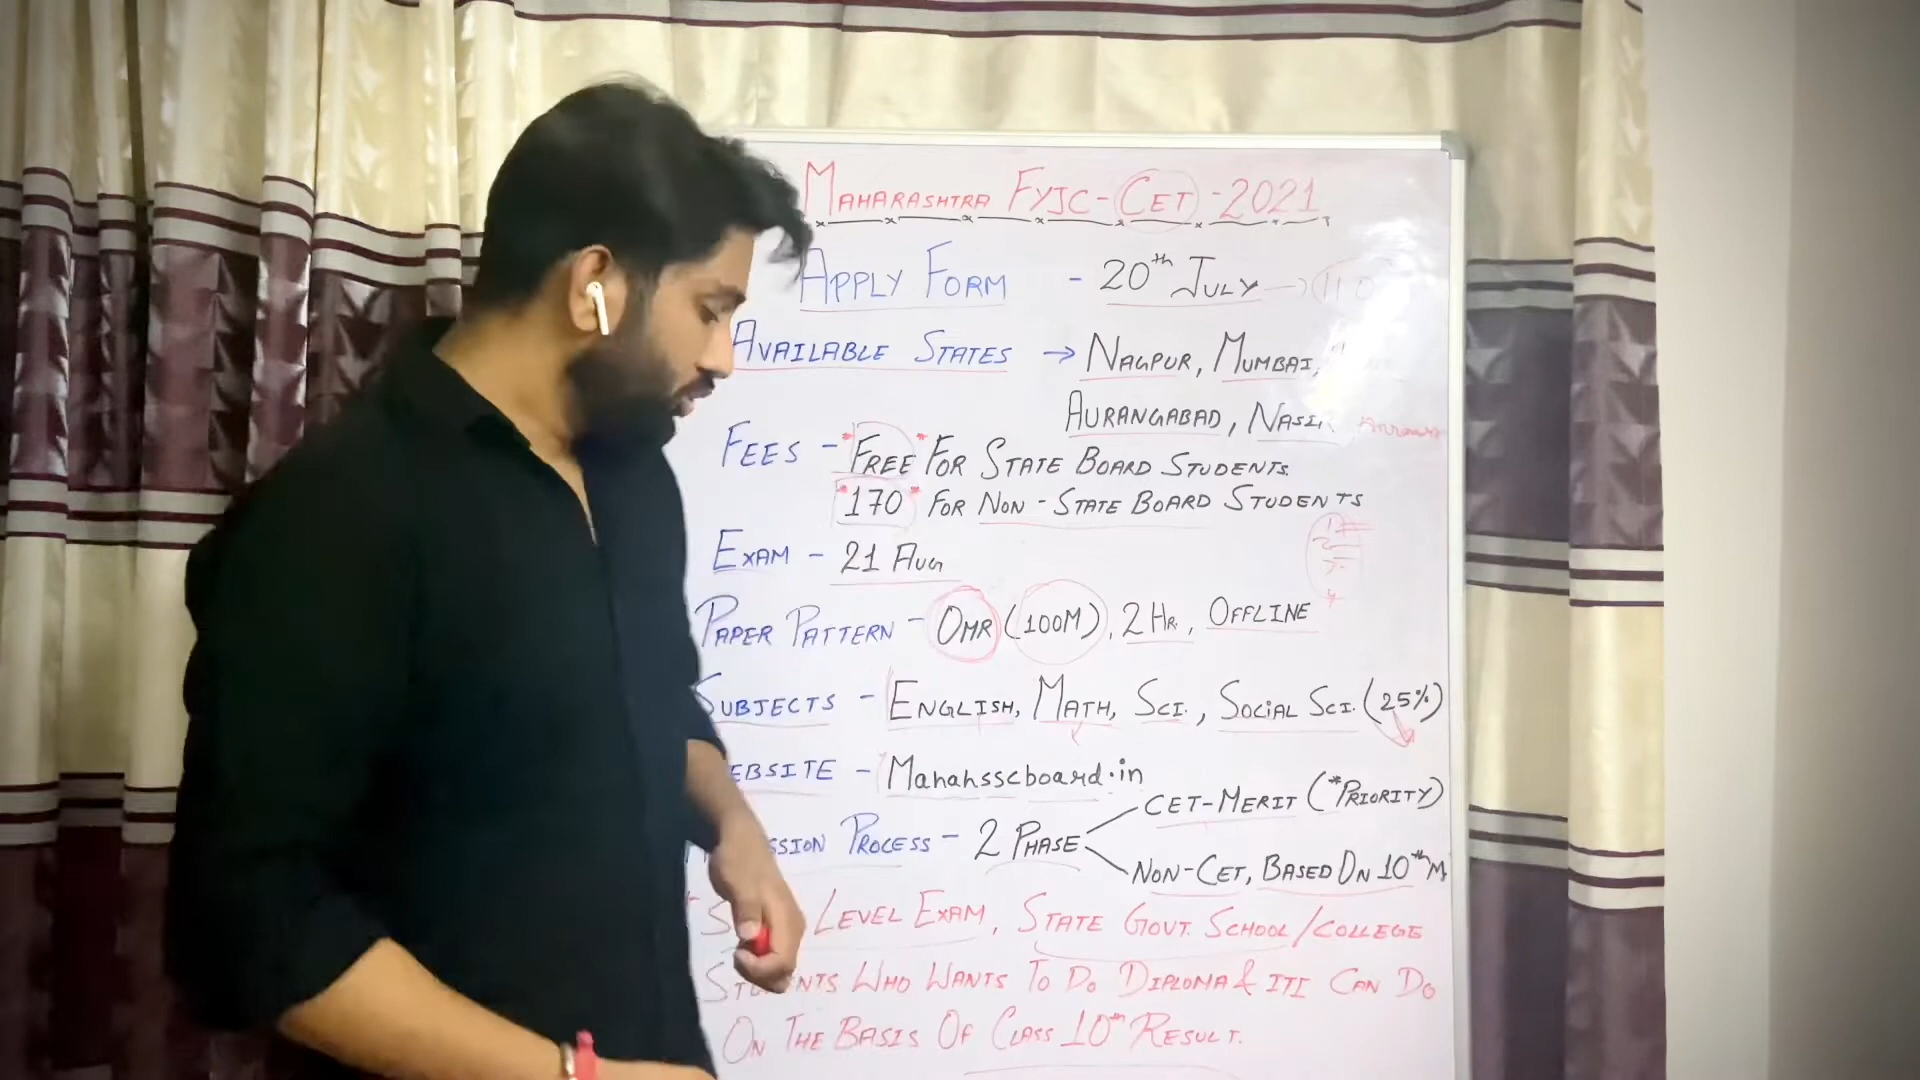 MAHARASHTRA FYJC-CET-2021
APPLY FORM - 20th JULY →
AVAILABLE STATES → NAGPUR, MUMBAI,
AURANGABAD,
FEES - *FREE* FOR STATE BOARD STUDENTS.
*170* FOR NON-STATE BOARD STUDENTS
EXAM - 21 AUG
PAPER PATTERN - OMR (100M), 2 HR, OFFLINE
SUBJECTS - ENGLISH, MATH, SCI., SOCIAL SCI. (25%)
EBSITE - Mahahsscboard.in
SSION PROCESS - 2 PHASE
CET-MERIT (*PRIORITY)
NON-CET, BASED ON 10th M
LEVEL EXAM, STATE GOVT. SCHOOL/COLLEGE
WHO WANTS TO DO DIPLOMA & ITI CAN DO
ON THE BASIS OF CLASS 10th RESULT.